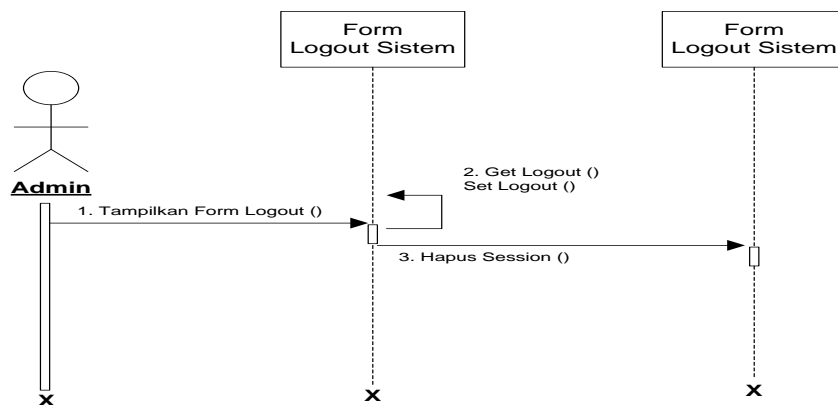 Form
Logout Sistem
Form
Logout Sistem
Admin
1. Tampilkan Form Logout ()
2. Get Logout ()
Set Logout ()
3. Hapus Session ()
X
X
X